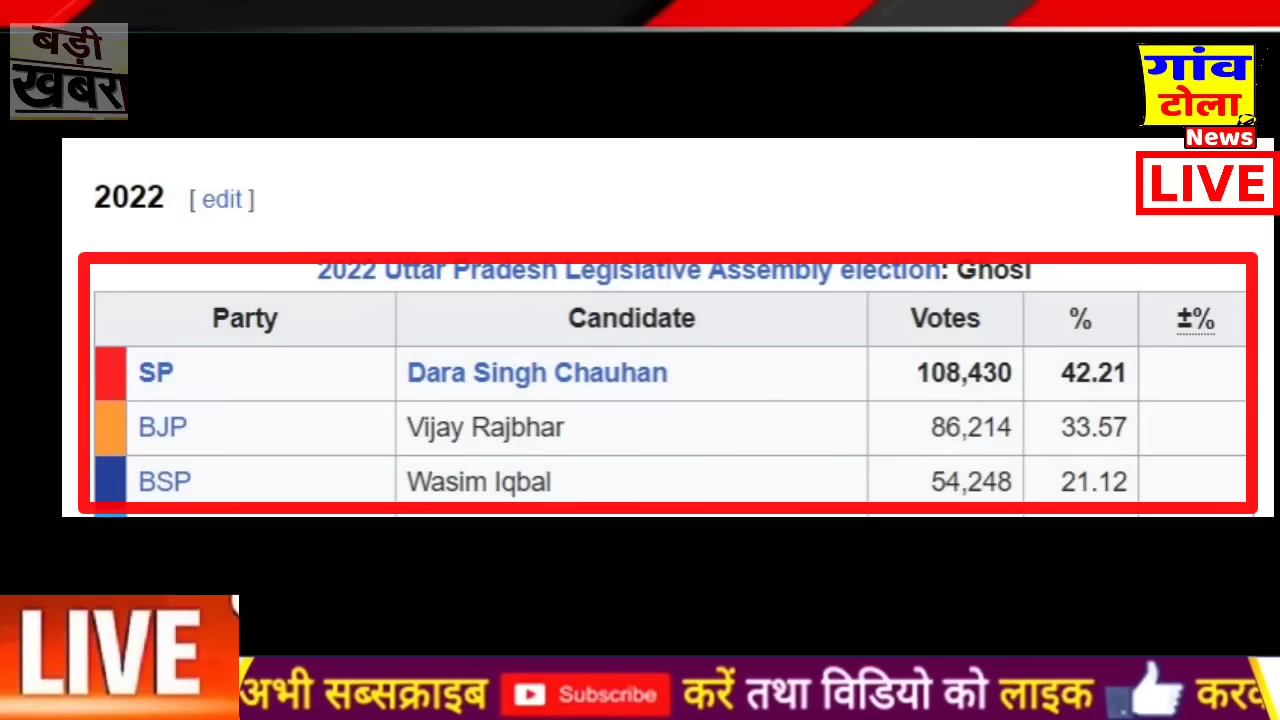 बड़ी
खबर
गांव
टोला
News
LIVE
2022 [ edit ]
2022 Uttar Pradesh Legislative Assembly election: Ghosi
Party Candidate Votes % ±%
SP Dara Singh Chauhan 108,430 42.21
BJP Vijay Rajbhar 86,214 33.57
BSP Wasim Iqbal 54,248 21.12
LIVE
अभी सब्सक्राइब Subscribe करें तथा विडियो को लाइक